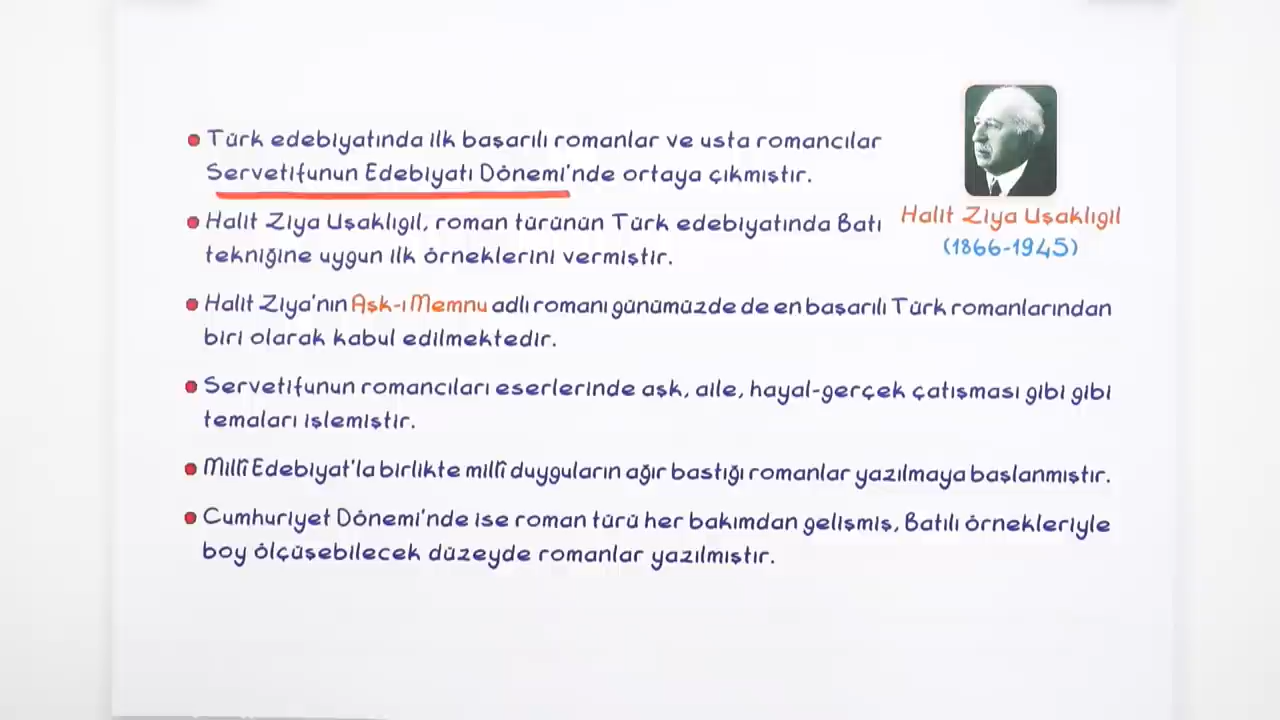 Türk edebiyatında ilk başarılı romanlar ve usta romancılar
Servetifunun Edebiyatı Dönemi'nde ortaya çıkmıştır.
Halit Ziya Uşaklıgil, roman türünün Türk edebiyatında Batı
tekniğine uygun ilk örneklerini vermiştir.
Halit Ziya Uşaklıgil
(1866-1945)
Halit Ziya'nın Aşk-ı Memnu adlı romanı günümüzde de en başarılı Türk romanlarından
biri olarak kabul edilmektedir.
Servetifunun romancıları eserlerinde aşk, aile, hayal-gerçek çatışması gibi gibi
temaları işlemiştir.
Millî Edebiyat'la birlikte millî duyguların ağır bastığı romanlar yazılmaya başlanmıştır.
Cumhuriyet Dönemi'nde ise roman türü her bakımdan gelişmiş, Batılı örnekleriyle
boy ölçüşebilecek düzeyde romanlar yazılmıştır.